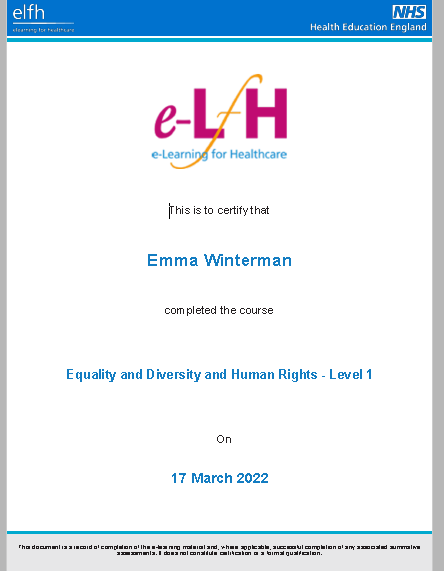 elfh
elearning for healthcare
NHS
Health Education England
e-LfH
e-Learning for Healthcare
This is to certify that
Emma Winterman
completed the course
Equality and Diversity and Human Rights - Level 1
On
17 March 2022
This document is a record of completion of the e-learning material and, where applicable, successful completion of any associated summative
assessments. It does not constitute certification or a formal qualification.